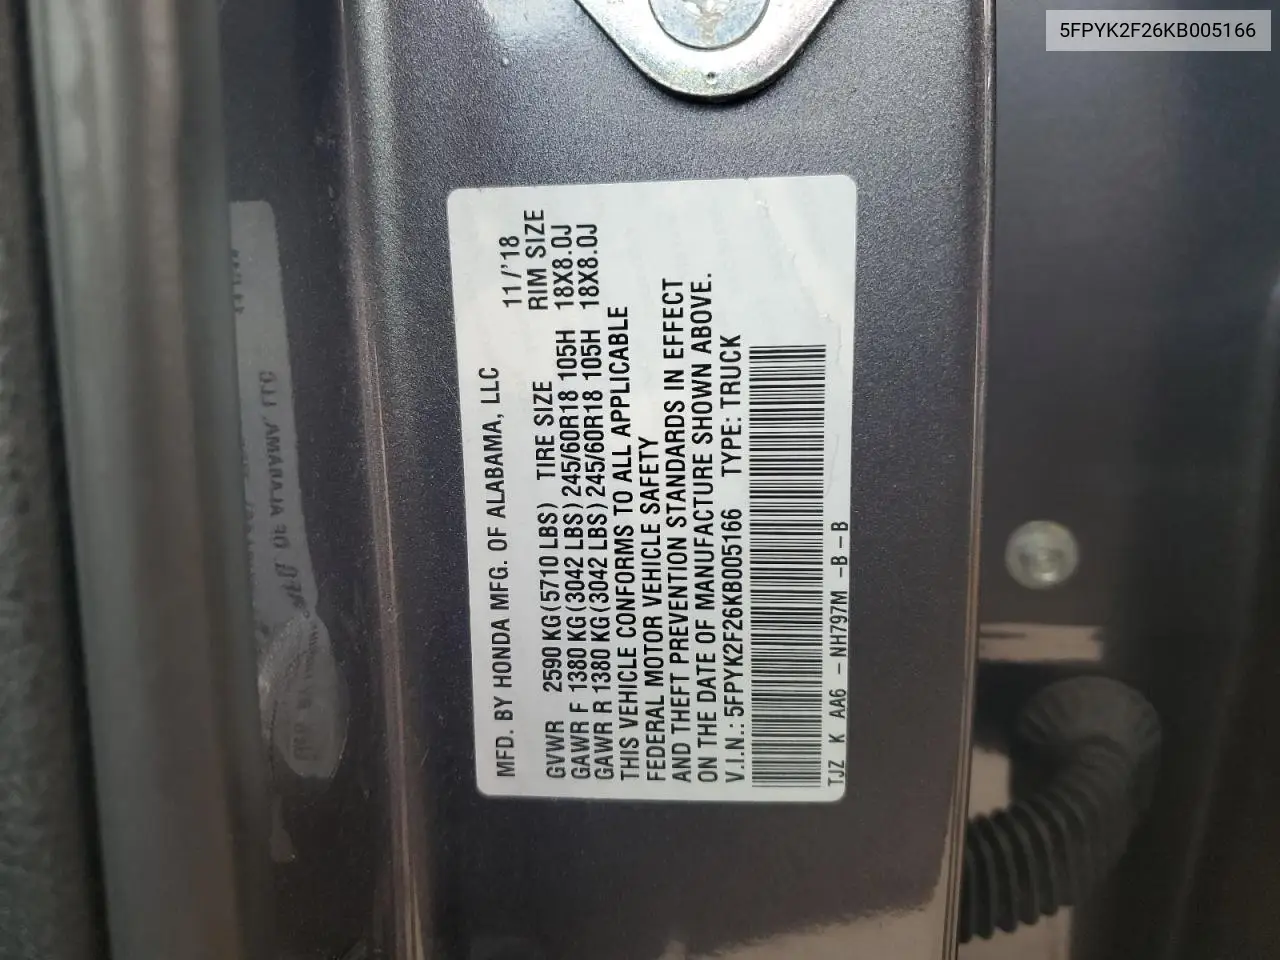 5FPYK2F26KB005166
MFD. BY HONDA MFG. OF ALABAMA, LLC 11/'18
GVWR 2590 KG(5710 LBS) TIRE SIZE RIM SIZE
GAWR F 1380 KG(3042 LBS) 245/60R18 105H 18X8.0J
GAWR R 1380 KG(3042 LBS) 245/60R18 105H 18X8.0J
THIS VEHICLE CONFORMS TO ALL APPLICABLE
FEDERAL MOTOR VEHICLE SAFETY
AND THEFT PREVENTION STANDARDS IN EFFECT
ON THE DATE OF MANUFACTURE SHOWN ABOVE.
V.I.N.: 5FPYK2F26KB005166 TYPE: TRUCK
TJZ K AA6 -NH797M -B-B